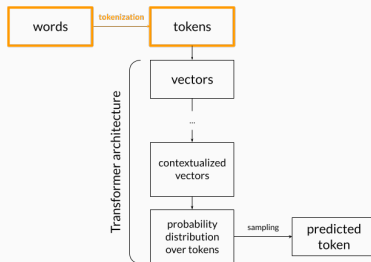 words
tokenization
tokens
vectors
...
contextualized
vectors
Transformer architecture
probability
distribution
over tokens
sampling
predicted
token